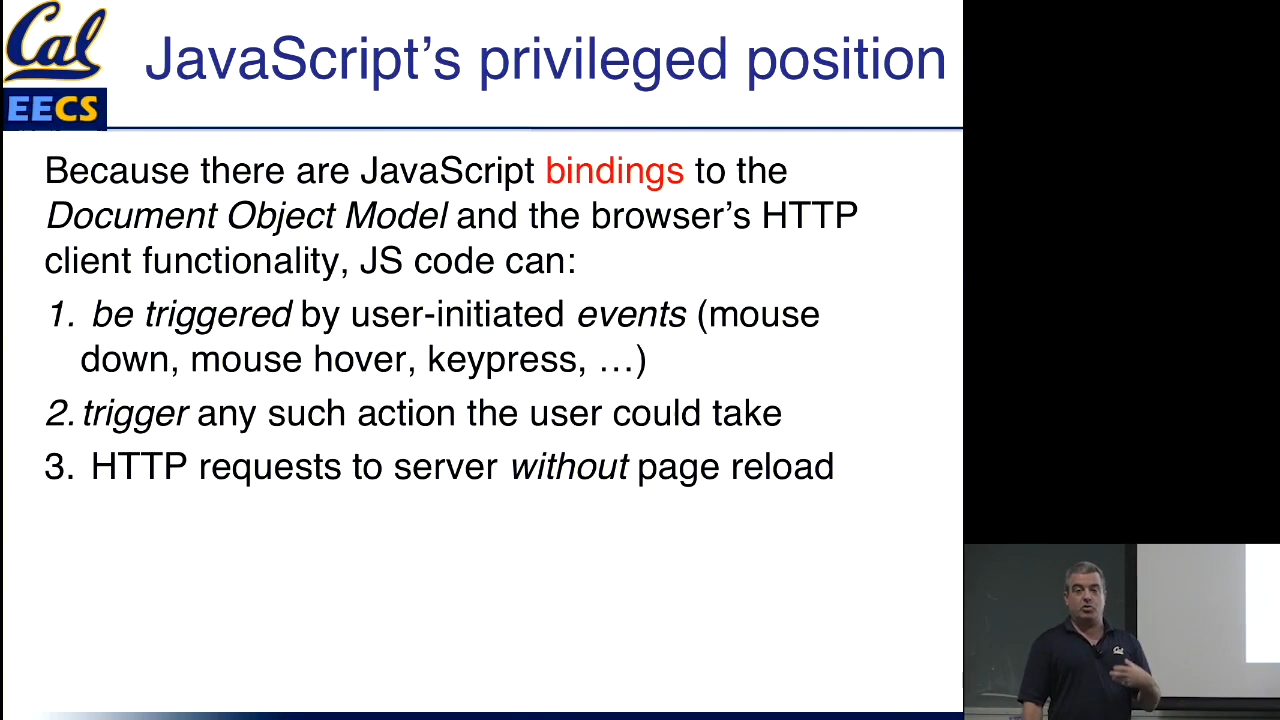 Cal
EECS
JavaScript's privileged position
Because there are JavaScript bindings to the
Document Object Model and the browser's HTTP
client functionality, JS code can:
1. be triggered by user-initiated events (mouse
down, mouse hover, keypress, …)
2. trigger any such action the user could take
3. HTTP requests to server without page reload
Cal